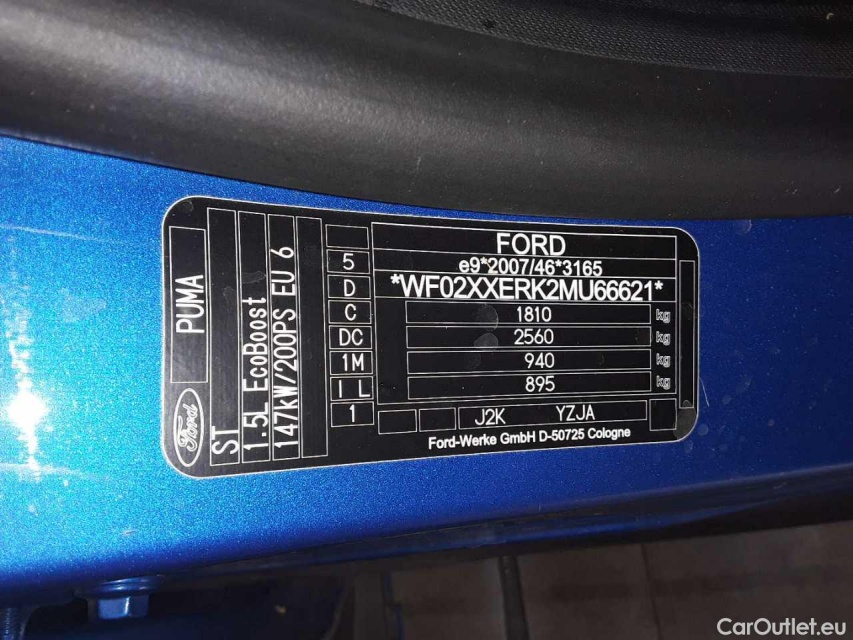 PUMA
Ford
ST
1.5L EcoBoost
147KW/200PS EU 6
5
D
C
DC
1M
I L
1
FORD
e9*2007/46*3165
*WF02XXERK2MU66621*
1810 kg
2560 kg
940 kg
895 kg
J2K YZJA
Ford-Werke GmbH D-50725 Cologne
CarOutlet.eu